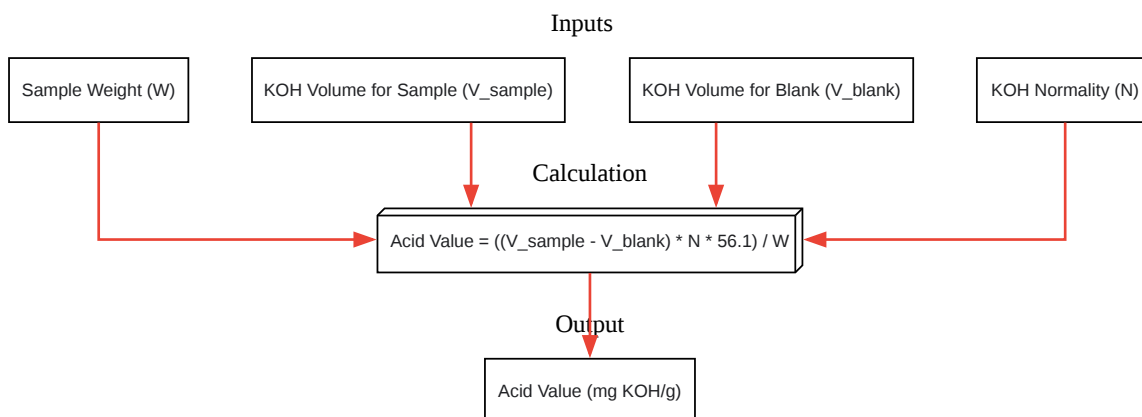 Inputs
Sample Weight (W)
KOH Volume for Sample (V_sample)
KOH Volume for Blank (V_blank)
KOH Normality (N)
Calculation
Acid Value = ((V_sample - V_blank) * N * 56.1) / W
Output
Acid Value (mg KOH/g)